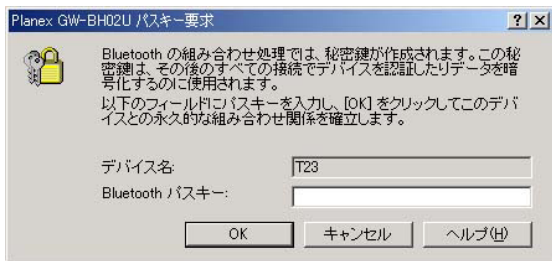 Planex GW-BH02U パスキー要求
Bluetooth の組み合わせ処理では、秘密鍵が作成されます。この秘
密鍵は、その後のすべての接続でデバイスを認証したりデータを暗
号化するのに使用されます。
以下のフィールドにパスキーを入力し、[OK] をクリックしてこのデバ
イスとの永久的な組み合わせ関係を確立します。
デバイス名: T23
Bluetooth パスキー:
OK キャンセル ヘルプ(H)